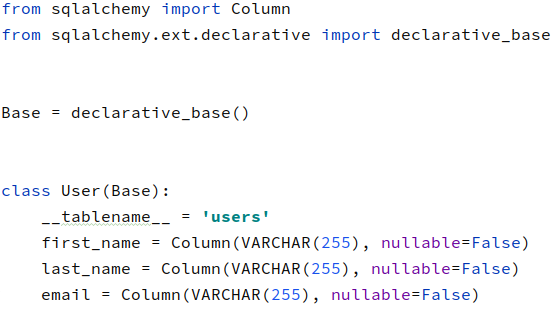 from sqlalchemy import Column
from sqlalchemy.ext.declarative import declarative_base
Base = declarative_base()
class User(Base):
    __tablename__ = 'users'
    first_name = Column(VARCHAR(255), nullable=False)
    last_name = Column(VARCHAR(255), nullable=False)
    email = Column(VARCHAR(255), nullable=False)